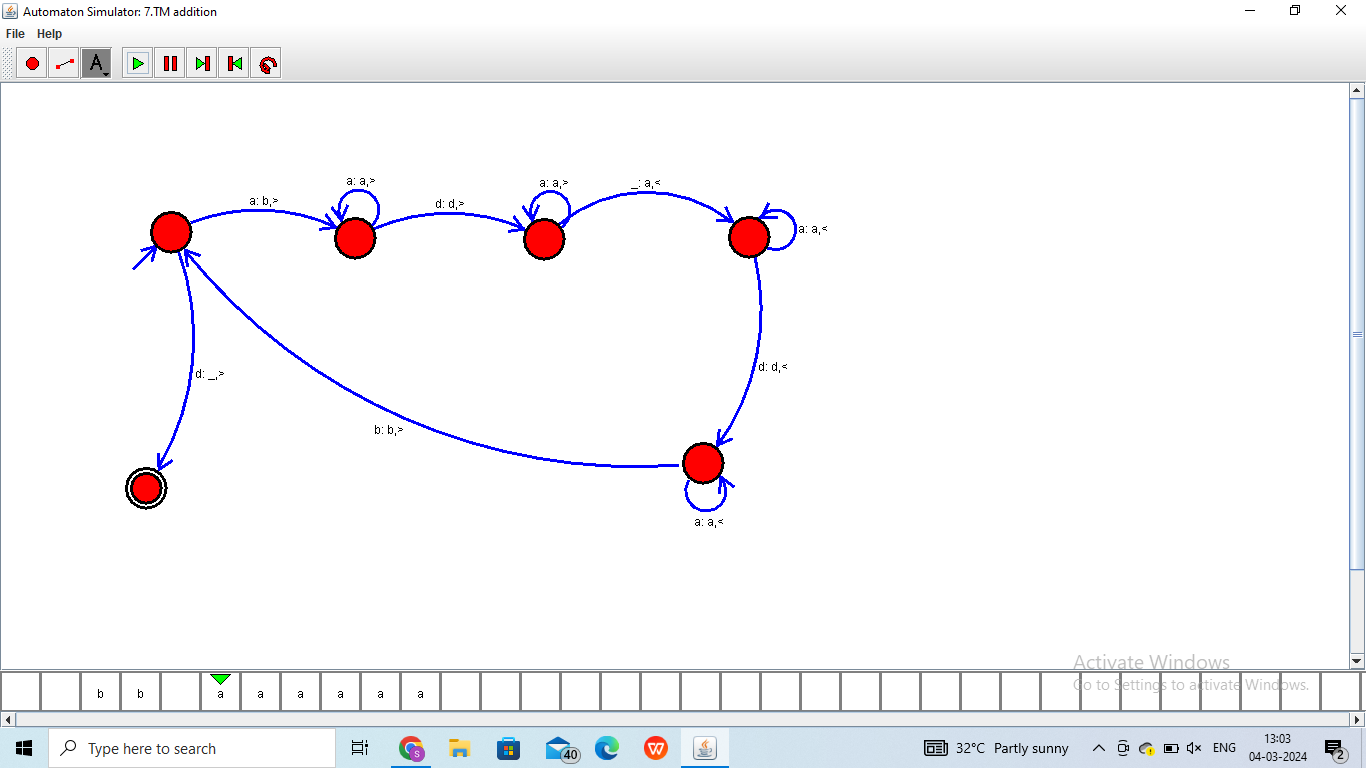 Automaton Simulator: 7.TM addition
File Help
A
a: b,>
a: a,>
d: d,>
a: a,>
_: a,<
a: a,<
d: _,>
d: d,<
b: b,>
a: a,<
b b a a a a a a
Activate Windows
Go to Settings to activate Windows.
Type here to search
S
40
W
32°C Partly sunny
ENG
13:03
04-03-2024
2